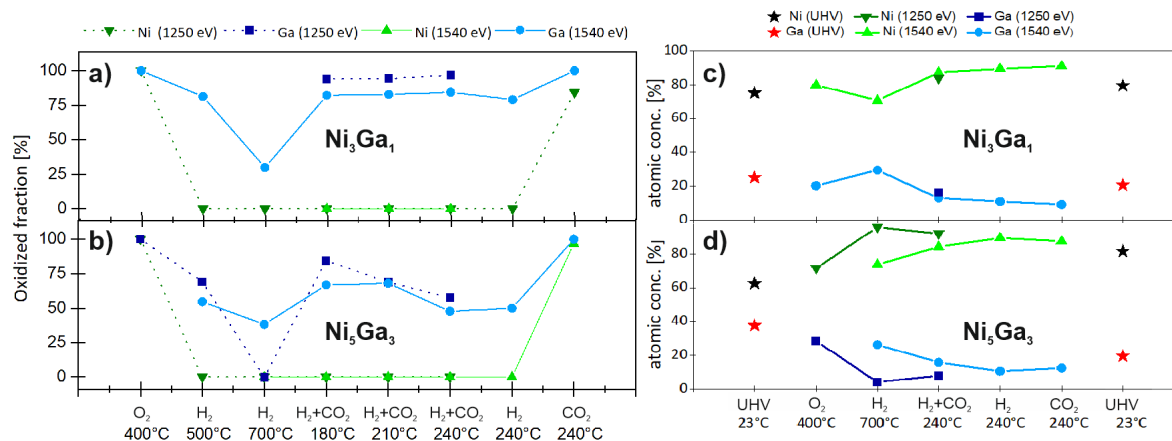 Ni (1250 eV) Ga (1250 eV) Ni (1540 eV) Ga (1540 eV)
Ni (UHV) Ni (1250 eV) Ga (1250 eV)
Ga (UHV) Ni (1540 eV) Ga (1540 eV)
Oxidized fraction [%]
a)
100
75
50
25
0
Ni₃Ga₁
b)
100
75
50
25
0
Ni₅Ga₃
O₂ H₂ H₂ H₂+CO₂ H₂+CO₂ H₂+CO₂ H₂ CO₂
400°C 500°C 700°C 180°C 210°C 240°C 240°C 240°C
atomic conc. [%]
c)
100
80
60
40
20
0
Ni₃Ga₁
atomic conc. [%]
d)
80
60
40
20
0
Ni₅Ga₃
UHV O₂ H₂ H₂+CO₂ H₂ CO₂ UHV
23°C 400°C 700°C 240°C 240°C 240°C 23°C